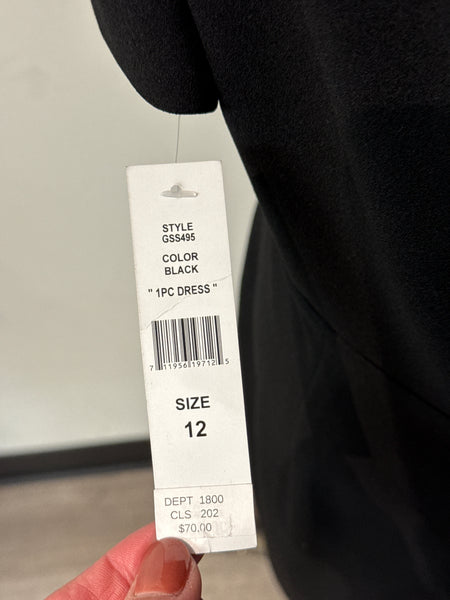 STYLE
GSS495
COLOR
BLACK
" 1PC DRESS "
7 11956 19712 5
SIZE
12
DEPT 1800
CLS 202
$70.00